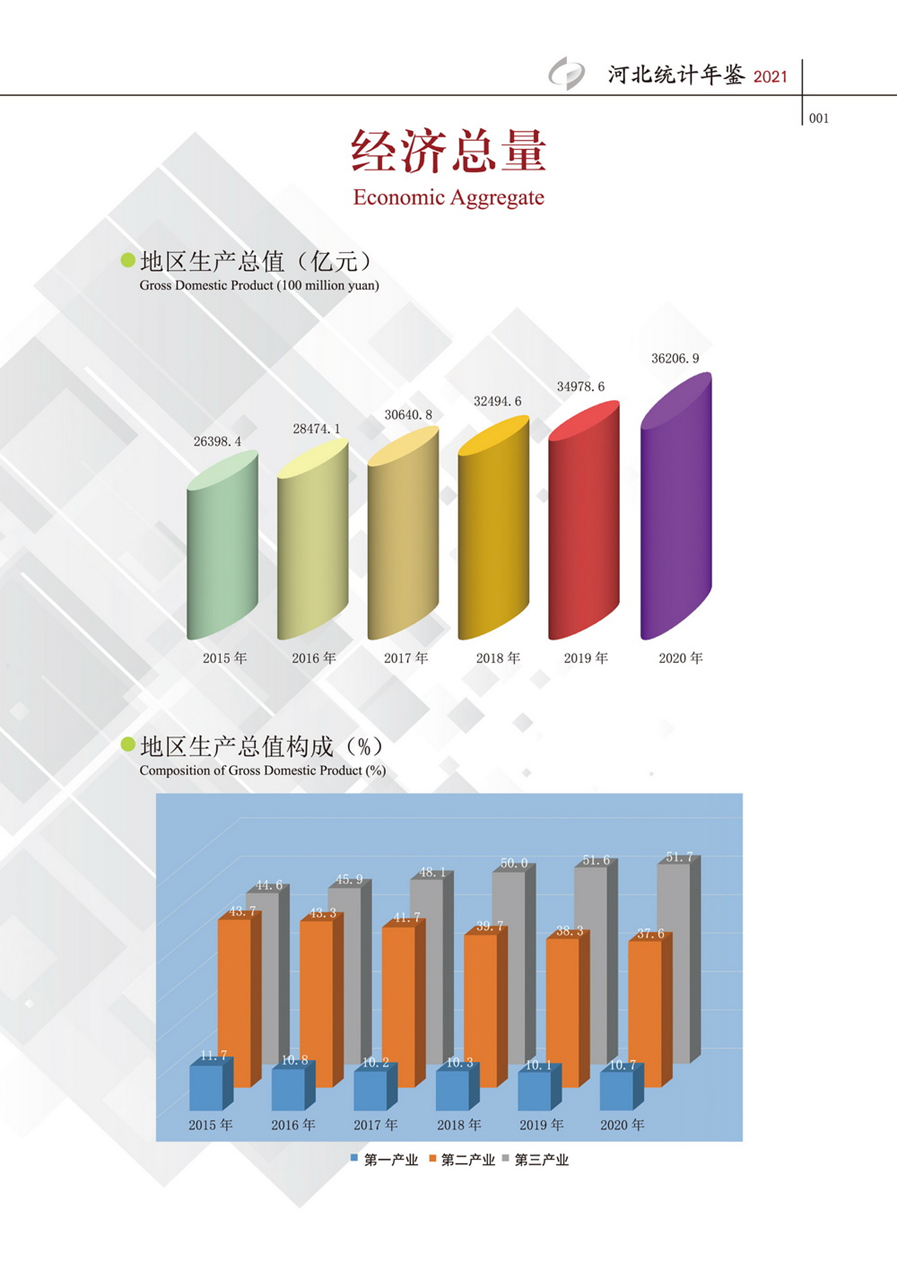 河北统计年鉴 2021
001
经济总量
Economic Aggregate
地区生产总值（亿元）
Gross Domestic Product (100 million yuan)
26398.4 28474.1 30640.8 32494.6 34978.6 36206.9
2015 年 2016 年 2017 年 2018 年 2019 年 2020 年
地区生产总值构成（%）
Composition of Gross Domestic Product (%)
44.6 45.9 48.1 50.0 51.6 51.7
43.7 43.3 41.7 39.7 38.3 37.6
11.7 10.8 10.2 10.3 10.1 10.7
2015 年 2016 年 2017 年 2018 年 2019 年 2020 年
第一产业 第二产业 第三产业